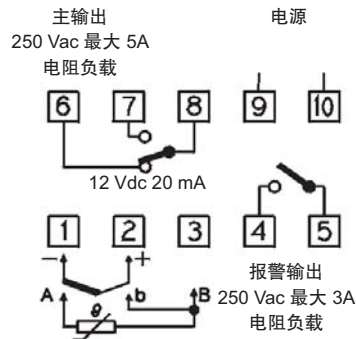 主输出
250 Vac 最大 5A
电阻负载
电源
6 7 8 9 10
12 Vdc 20 mA
1 2 3 4 5
− +
A b B
θ
报警输出
250 Vac 最大 3A
电阻负载